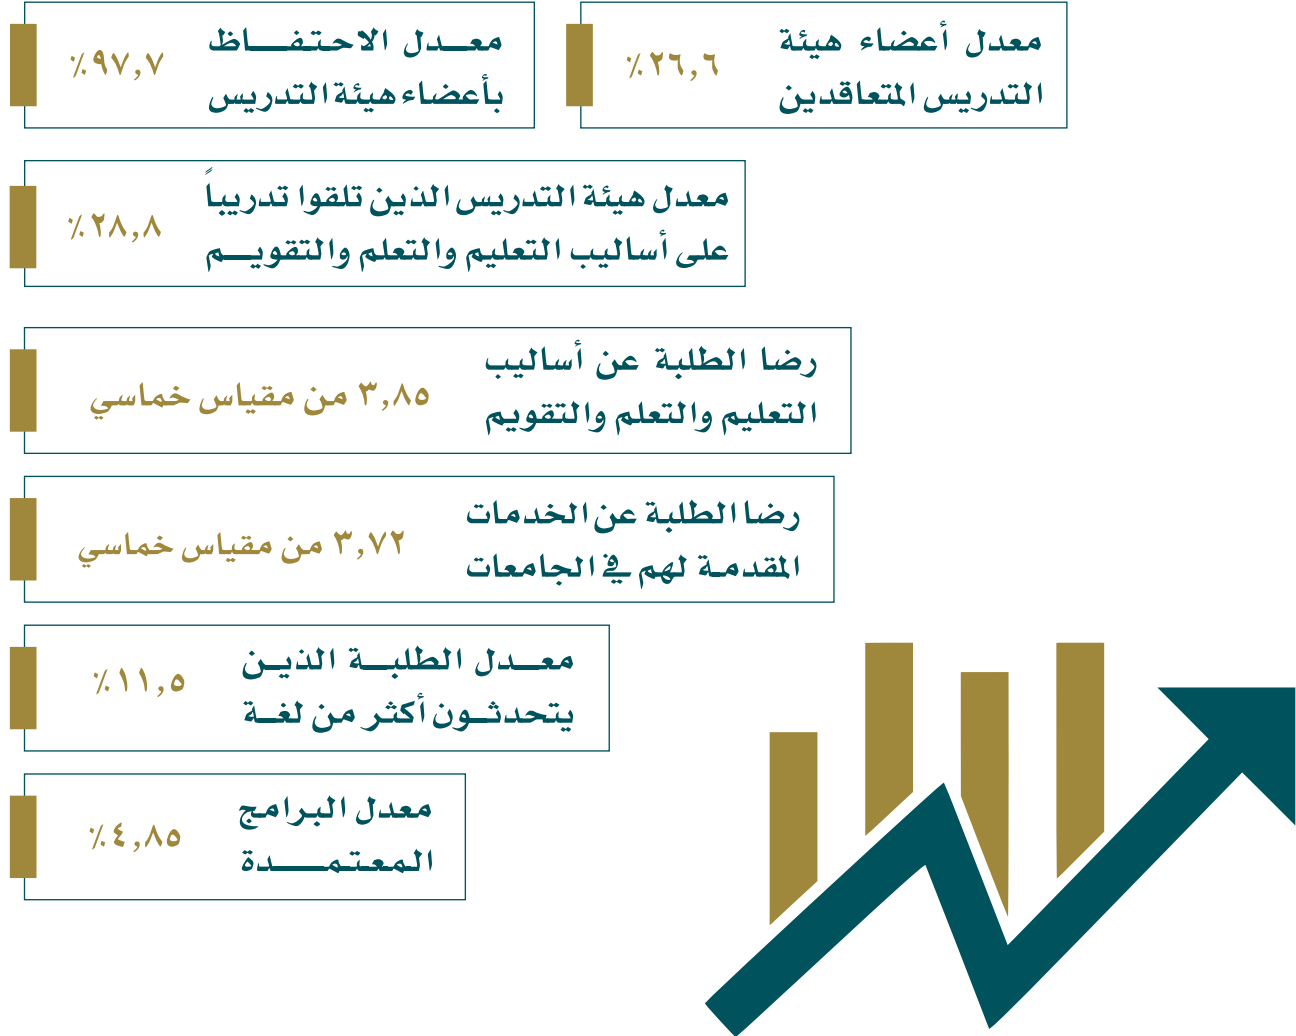 معدل أعضاء هيئة
التدريس المتعاقدين
٢٦,٦٪
معدل الاحتفاظ
بأعضاء هيئة التدريس
٩٧,٧٪
معدل هيئة التدريس الذين تلقوا تدريباً
على أساليب التعليم والتعلم والتقويم
٢٨,٨٪
رضا الطلبة عن أساليب
التعليم والتعلم والتقويم
٣,٨٥ من مقياس خماسي
رضا الطلبة عن الخدمات
المقدمة لهم في الجامعات
٣,٧٢ من مقياس خماسي
معدل الطلبة الذين
يتحدثون أكثر من لغة
١١,٥٪
معدل البرامج
المعتمدة
٤,٨٥٪